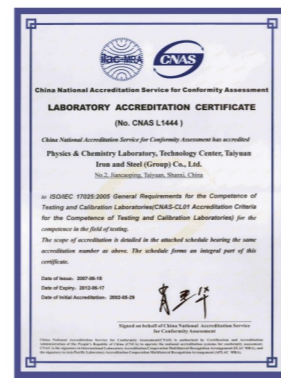 ilac-MRA
CNAS
China National Accreditation Service for Conformity Assessment
LABORATORY ACCREDITATION CERTIFICATE
(No. CNAS L1444 )
China National Accreditation Service for Conformity Assessment has accredited
Physics & Chemistry Laboratory, Technology Center, Taiyuan
Iron and Steel (Group) Co., Ltd.
No.2, Jiancaoping, Taiyuan, Shanxi, China
to ISO/IEC 17025:2005 General Requirements for the Competence of
Testing and Calibration Laboratories(CNAS-CL01 Accreditation Criteria
for the Competence of Testing and Calibration Laboratories) for the
competence in the field of testing.
The scope of accreditation is detailed in the attached schedule bearing the same
accreditation number as above. The schedule forms an integral part of this
certificate.
Date of Issue: 2007-06-18
Date of Expiry: 2012-06-17
Date of Initial Accreditation: 2002-08-29
Signed on behalf of China National Accreditation Service
for Conformity Assessment